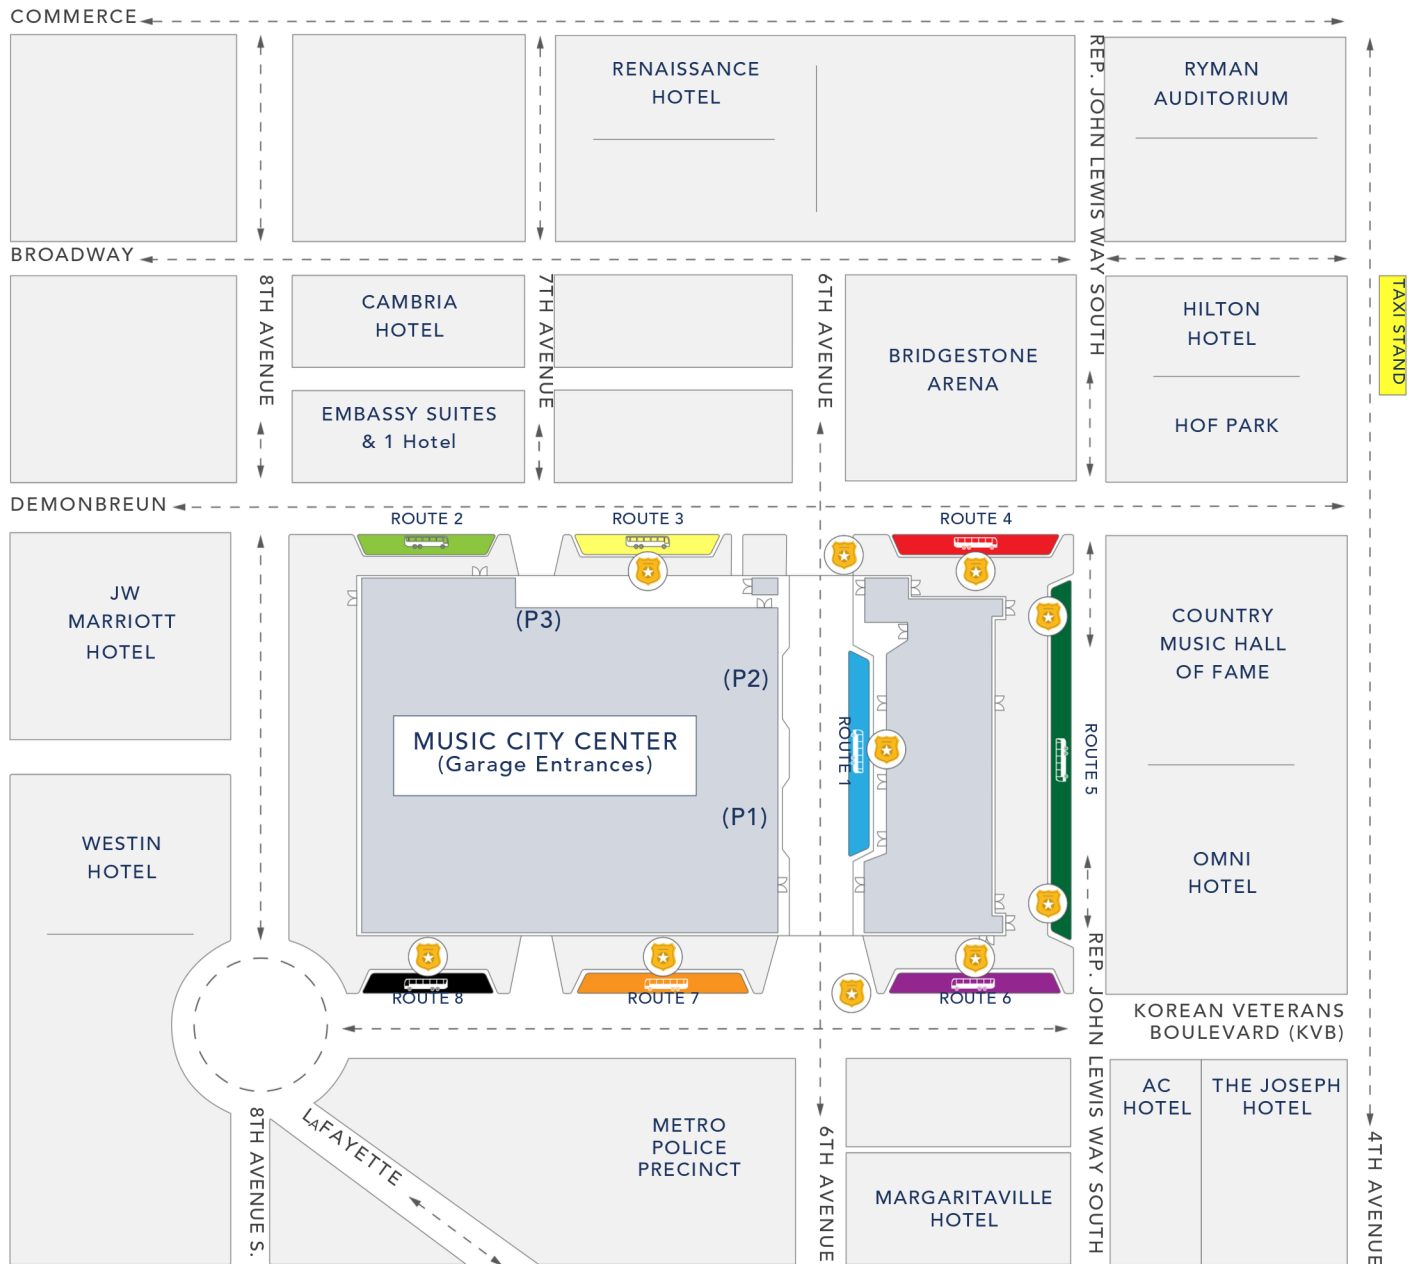 COMMERCE
RENAISSANCE
HOTEL
REP. JOHN LEWIS WAY SOUTH
RYMAN
AUDITORIUM
BROADWAY
8TH AVENUE
CAMBRIA
HOTEL
7TH AVENUE
6TH AVENUE
BRIDGESTONE
ARENA
HILTON
HOTEL
HOF PARK
TAXI STAND
EMBASSY SUITES
& 1 Hotel
DEMONBREUN
ROUTE 2
ROUTE 3
ROUTE 4
JW
MARRIOTT
HOTEL
(P3)
(P2)
MUSIC CITY CENTER
(Garage Entrances)
(P1)
ROUTE 1
ROUTE 5
COUNTRY
MUSIC HALL
OF FAME
WESTIN
HOTEL
OMNI
HOTEL
ROUTE 8
ROUTE 7
ROUTE 6
KOREAN VETERANS
BOULEVARD (KVB)
REP. JOHN LEWIS WAY SOUTH
8TH AVENUE S.
LAFAYETTE
METRO
POLICE
PRECINCT
6TH AVENUE
MARGARITAVILLE
HOTEL
AC
HOTEL
THE JOSEPH
HOTEL
4TH AVENUE